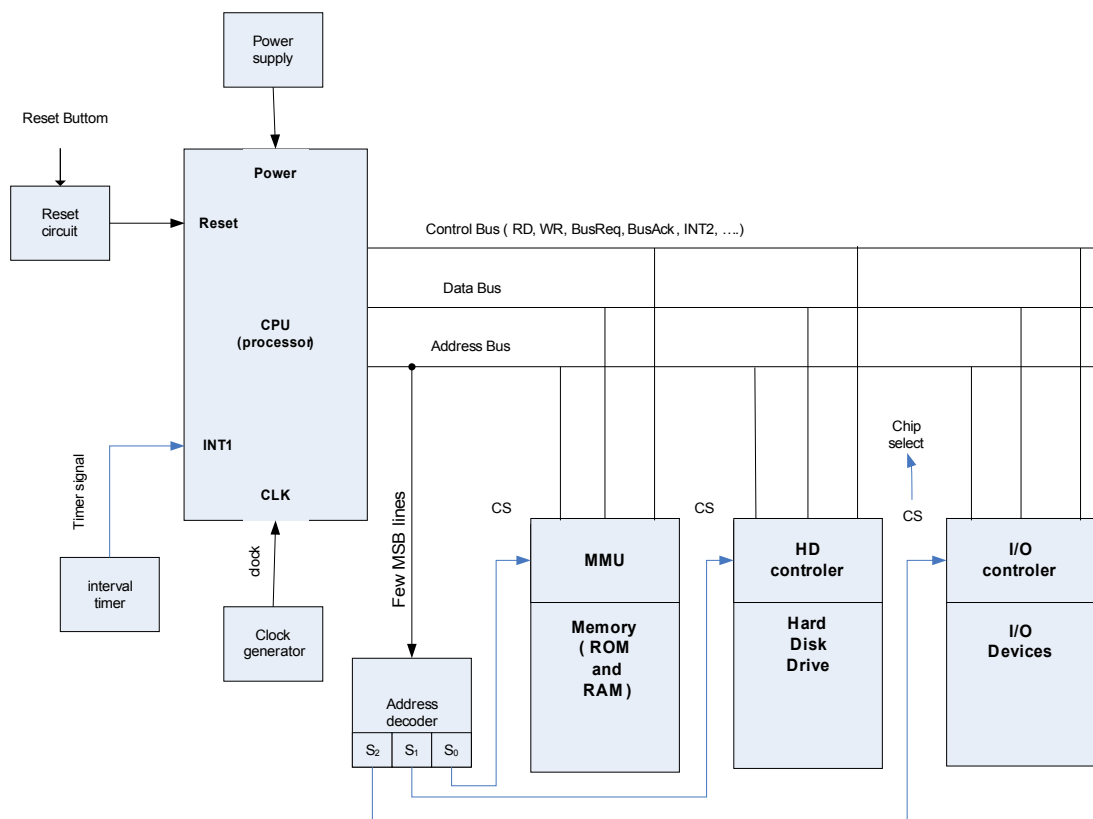 Power
supply
Reset Buttom
Reset
circuit
Power
Reset
CPU
(processor)
INT1
CLK
Control Bus ( RD, WR, BusReq, BusAck , INT2, ....)
Data Bus
Address Bus
Timer signal
interval
timer
clock
Clock
generator
Few MSB lines
Address
decoder
S2
S1
S0
CS
MMU
Memory
( ROM
and
RAM )
CS
HD
controler
Hard
Disk
Drive
Chip
select
CS
I/O
controler
I/O
Devices